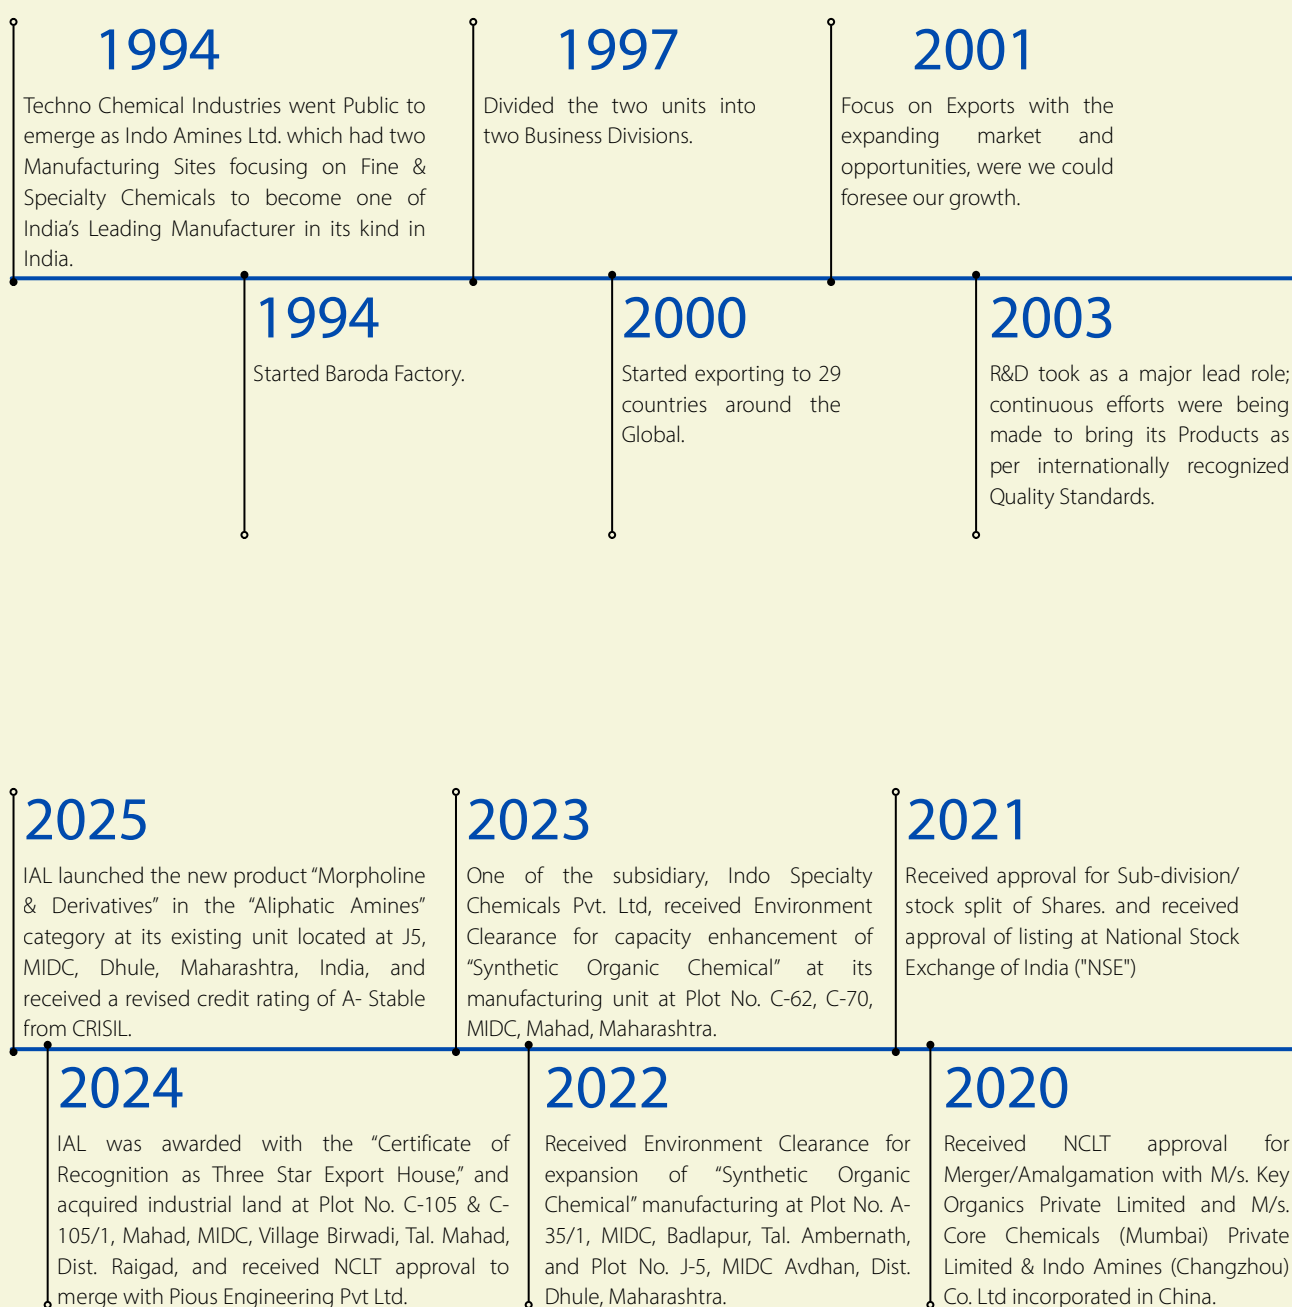 1994
Techno Chemical Industries went Public to
emerge as Indo Amines Ltd. which had two
Manufacturing Sites focusing on Fine &
Specialty Chemicals to become one of
India’s Leading Manufacturer in its kind in
India.
1997
Divided the two units into
two Business Divisions.
2001
Focus on Exports with the
expanding market and
opportunities, were we could
foresee our growth.
1994
Started Baroda Factory.
2000
Started exporting to 29
countries around the
Global.
2003
R&D took as a major lead role;
continuous efforts were being
made to bring its Products as
per internationally recognized
Quality Standards.
2025
IAL launched the new product “Morpholine
& Derivatives” in the “Aliphatic Amines”
category at its existing unit located at J5,
MIDC, Dhule, Maharashtra, India, and
received a revised credit rating of A- Stable
from CRISIL.
2023
One of the subsidiary, Indo Specialty
Chemicals Pvt. Ltd, received Environment
Clearance for capacity enhancement of
“Synthetic Organic Chemical” at its
manufacturing unit at Plot No. C-62, C-70,
MIDC, Mahad, Maharashtra.
2021
Received approval for Sub-division/
stock split of Shares. and received
approval of listing at National Stock
Exchange of India ("NSE")
2024
IAL was awarded with the “Certificate of
Recognition as Three Star Export House,” and
acquired industrial land at Plot No. C-105 & C-
105/1, Mahad, MIDC, Village Birwadi, Tal. Mahad,
Dist. Raigad, and received NCLT approval to
merge with Pious Engineering Pvt Ltd.
2022
Received Environment Clearance for
expansion of “Synthetic Organic
Chemical” manufacturing at Plot No. A-
35/1, MIDC, Badlapur, Tal. Ambernath,
and Plot No. J-5, MIDC Avdhan, Dist.
Dhule, Maharashtra.
2020
Received NCLT approval for
Merger/Amalgamation with M/s. Key
Organics Private Limited and M/s.
Core Chemicals (Mumbai) Private
Limited & Indo Amines (Changzhou)
Co. Ltd incorporated in China.